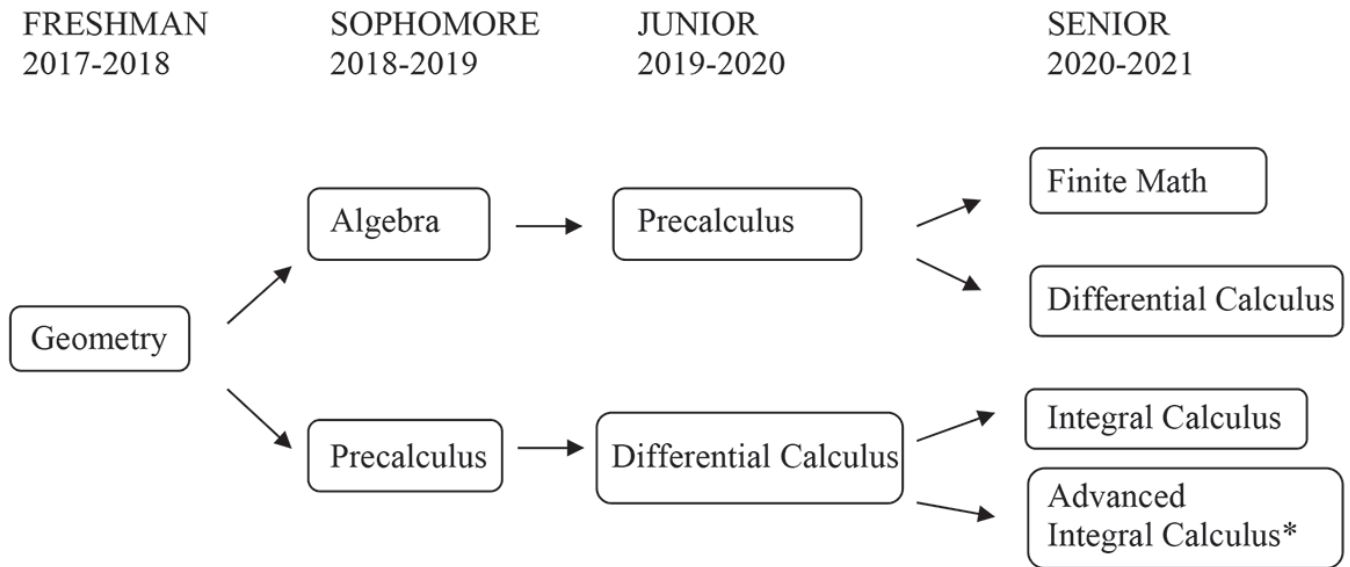 FRESHMAN
2017-2018
SOPHOMORE
2018-2019
JUNIOR
2019-2020
SENIOR
2020-2021
Geometry
Algebra
Precalculus
Precalculus
Differential Calculus
Finite Math
Differential Calculus
Integral Calculus
Advanced
Integral Calculus*